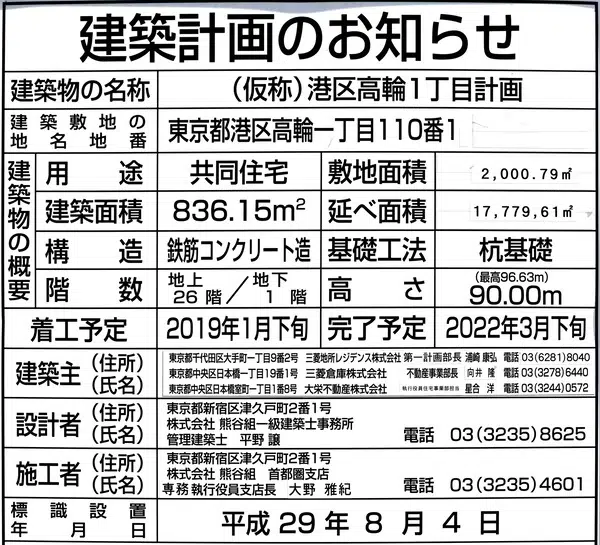 建築計画のお知らせ
建築物の名称 (仮称)港区高輪1丁目計画
建築敷地の地名地番 東京都港区高輪一丁目110番1
建築物の概要
用途 共同住宅 敷地面積 2,000.79㎡
建築面積 836.15m² 延べ面積 17,779,61㎡
構造 鉄筋コンクリート造 基礎工法 杭基礎
階数 地上26階/地下1階 高さ (最高96.63m) 90.00m
着工予定 2019年1月下旬 完了予定 2022年3月下旬
建築主 (住所)(氏名)
東京都千代田区大手町一丁目9番2号 三菱地所レジデンス株式会社 第一計画部長 浦崎 康弘 電話 03(6281)8040
東京都中央区日本橋一丁目19番1号 三菱倉庫株式会社 不動産事業部長 向井 隆 電話 03(3278)6440
東京都中央区日本橋室町一丁目1番8号 大栄不動産株式会社 執行役員住宅事業部担当 星合 洋 電話 03(3244)0572
設計者 (住所)(氏名)
東京都新宿区津久戸町2番1号
株式会社 熊谷組一級建築士事務所
管理建築士 平野 譲 電話 03(3235)8625
施工者 (住所)(氏名)
東京都新宿区津久戸町2番1号
株式会社 熊谷組 首都圏支店
専務執行役員支店長 大野 雅紀 電話 03(3235)4601
標識設置年月日 平成29年8月4日